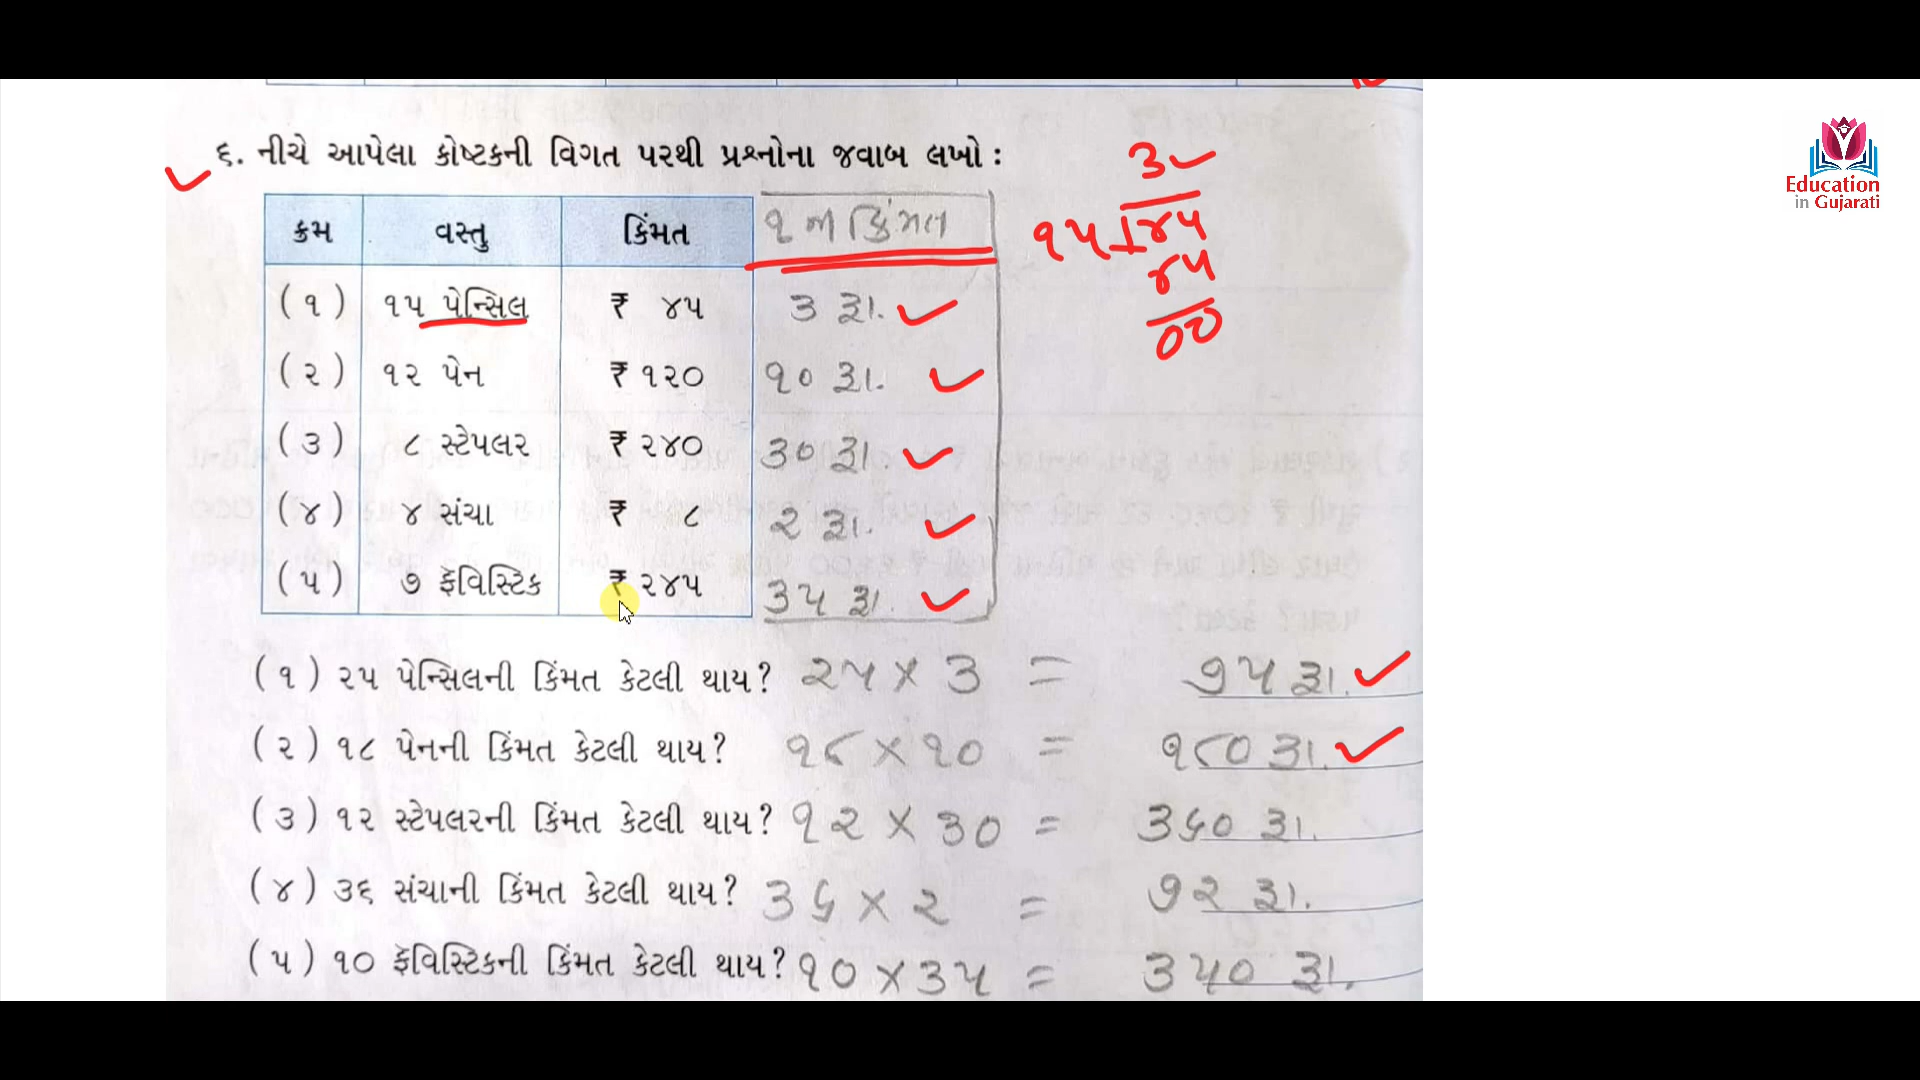 ૬. નીચે આપેલા કોષ્ટકની વિગત પરથી પ્રશ્નોના જવાબ લખો :
ક્રમ વસ્તુ કિંમત ૧ ની કિંમત
(૧) ૧૫ પેન્સિલ ₹ ૪૫ ૩ રૂા.
(૨) ૧૨ પેન ₹ ૧૨૦ ૧૦ રૂા.
(૩) ૮ સ્ટેપલર ₹ ૨૪૦ ૩૦ રૂા.
(૪) ૪ સંચા ₹ ૮ ૨ રૂા.
(૫) ૭ ફૅવિસ્ટિક ₹ ૨૪૫ ૩૫ રૂા.
૩
૧૫ ૪૫
૪૫
૦૦
(૧) ૨૫ પેન્સિલની કિંમત કેટલી થાય? ૨૫ × ૩ = ૭૫ રૂા.
(૨) ૧૮ પેનની કિંમત કેટલી થાય? ૧૮ × ૧૦ = ૧૮૦ રૂા.
(૩) ૧૨ સ્ટેપલરની કિંમત કેટલી થાય? ૧૨ × ૩૦ = ૩૬૦ રૂા.
(૪) ૩૬ સંચાની કિંમત કેટલી થાય? ૩૬ × ૨ = ૭૨ રૂા.
(૫) ૧૦ ફૅવિસ્ટિકની કિંમત કેટલી થાય? ૧૦ × ૩૫ = ૩૫૦ રૂા.
Education
in Gujarati